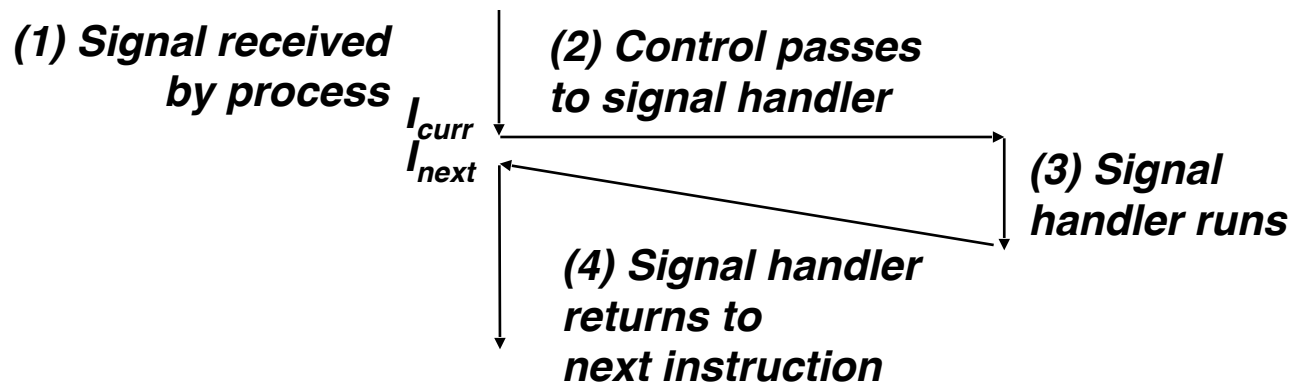 (1) Signal received
by process
(2) Control passes
to signal handler
Icurr
Inext
(3) Signal
handler runs
(4) Signal handler
returns to
next instruction